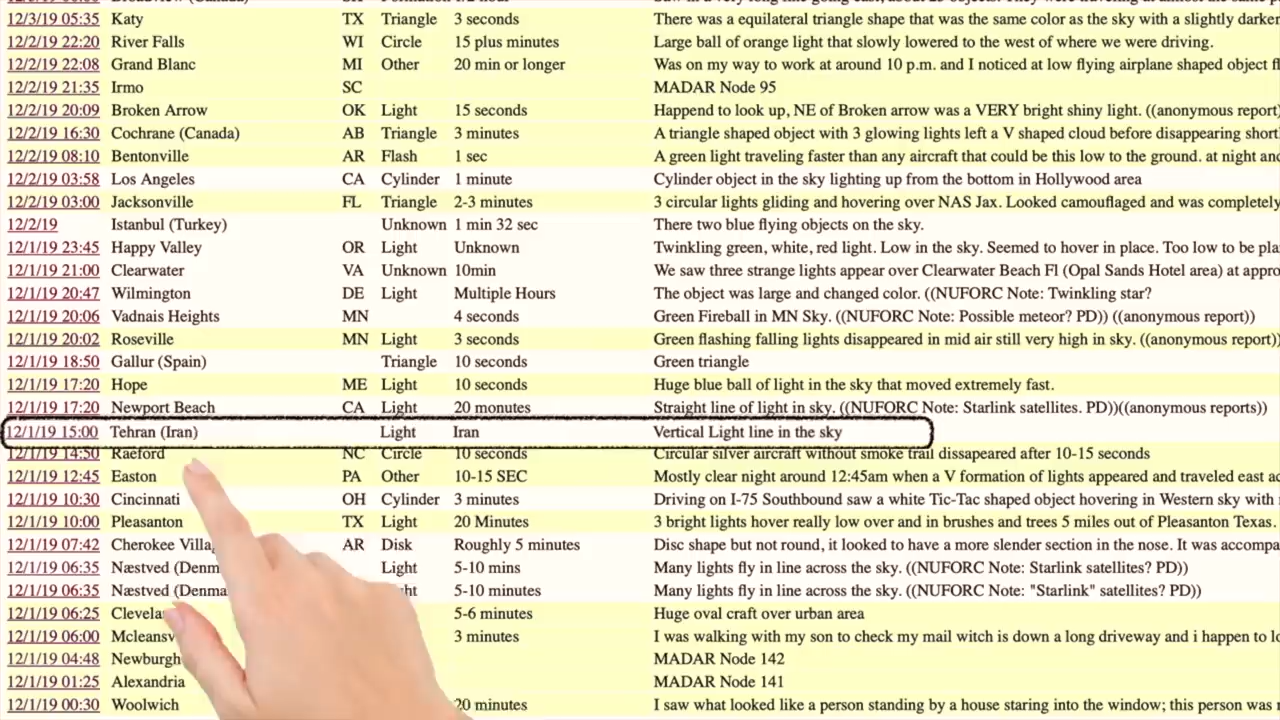 12/3/19 05:35 Katy TX Triangle 3 seconds There was a equilateral triangle shape that was the same color as the sky with a slightly darker
12/2/19 22:20 River Falls WI Circle 15 plus minutes Large ball of orange light that slowly lowered to the west of where we were driving.
12/2/19 22:08 Grand Blanc MI Other 20 min or longer Was on my way to work at around 10 p.m. and I noticed at low flying airplane shaped object
12/2/19 21:35 Irmo SC MADAR Node 95
12/2/19 20:09 Broken Arrow OK Light 15 seconds Happend to look up, NE of Broken arrow was a VERY bright shiny light. ((anonymous report)
12/2/19 16:30 Cochrane (Canada) AB Triangle 3 minutes A triangle shaped object with 3 glowing lights left a V shaped cloud before disappearing
12/2/19 08:10 Bentonville AR Flash 1 sec A green light traveling faster than any aircraft that could be this low to the ground. at night
12/2/19 03:58 Los Angeles CA Cylinder 1 minute Cylinder object in the sky lighting up from the bottom in Hollywood area
12/2/19 03:00 Jacksonville FL Triangle 2-3 minutes 3 circular lights gliding and hovering over NAS Jax. Looked camouflaged and was completely
12/2/19 Istanbul (Turkey) Unknown 1 min 32 sec There two blue flying objects on the sky.
12/1/19 23:45 Happy Valley OR Light Unknown Twinkling green, white, red light. Low in the sky. Seemed to hover in place. Too low to be
12/1/19 21:00 Clearwater VA Unknown 10min We saw three strange lights appear over Clearwater Beach Fl (Opal Sands Hotel area) at
12/1/19 20:47 Wilmington DE Light Multiple Hours The object was large and changed color. ((NUFORC Note: Twinkling star?
12/1/19 20:06 Vadnais Heights MN 4 seconds Green Fireball in MN Sky. ((NUFORC Note: Possible meteor? PD)) ((anonymous report))
12/1/19 20:02 Roseville MN Light 3 seconds Green flashing falling lights disappeared in mid air still very high in sky. ((anonymous report))
12/1/19 18:50 Gallur (Spain) Triangle 10 seconds Green triangle
12/1/19 17:20 Hope ME Light 10 seconds Huge blue ball of light in the sky that moved extremely fast.
12/1/19 17:20 Newport Beach CA Light 20 monutes Straight line of light in sky. ((NUFORC Note: Starlink satellites. PD))((anonymous reports))
12/1/19 15:00 Tehran (Iran) Light Iran Vertical Light line in the sky
12/1/19 14:50 Raeford NC Circle 10 seconds Circular silver aircraft without smoke trail dissapeared after 10-15 seconds
12/1/19 12:45 Easton PA Other 10-15 SEC Mostly clear night around 12:45am when a V formation of lights appeared and traveled east
12/1/19 10:30 Cincinnati OH Cylinder 3 minutes Driving on I-75 Southbound saw a white Tic-Tac shaped object hovering in Western sky with
12/1/19 10:00 Pleasanton TX Light 20 Minutes 3 bright lights hover really low over and in brushes and trees 5 miles out of Pleasanton Texas.
12/1/19 07:42 Cherokee AR Disk Roughly 5 minutes Disc shape but not round, it looked to have a more slender section in the nose. It was
12/1/19 06:35 Næstved Light 5-10 mins Many lights fly in line across the sky. ((NUFORC Note: Starlink satellites? PD))
12/1/19 06:35 Næstved 5-10 minutes Many lights fly in line across the sky. ((NUFORC Note: "Starlink" satellites? PD))
12/1/19 06:25 5-6 minutes Huge oval craft over urban area
12/1/19 06:00 3 minutes I was walking with my son to check my mail witch is down a long driveway and i happen to
12/1/19 04:48 Newburgh MADAR Node 142
12/1/19 01:25 Alexandria MADAR Node 141
12/1/19 00:30 Woolwich 20 minutes I saw what looked like a person standing by a house staring into the window; this person was